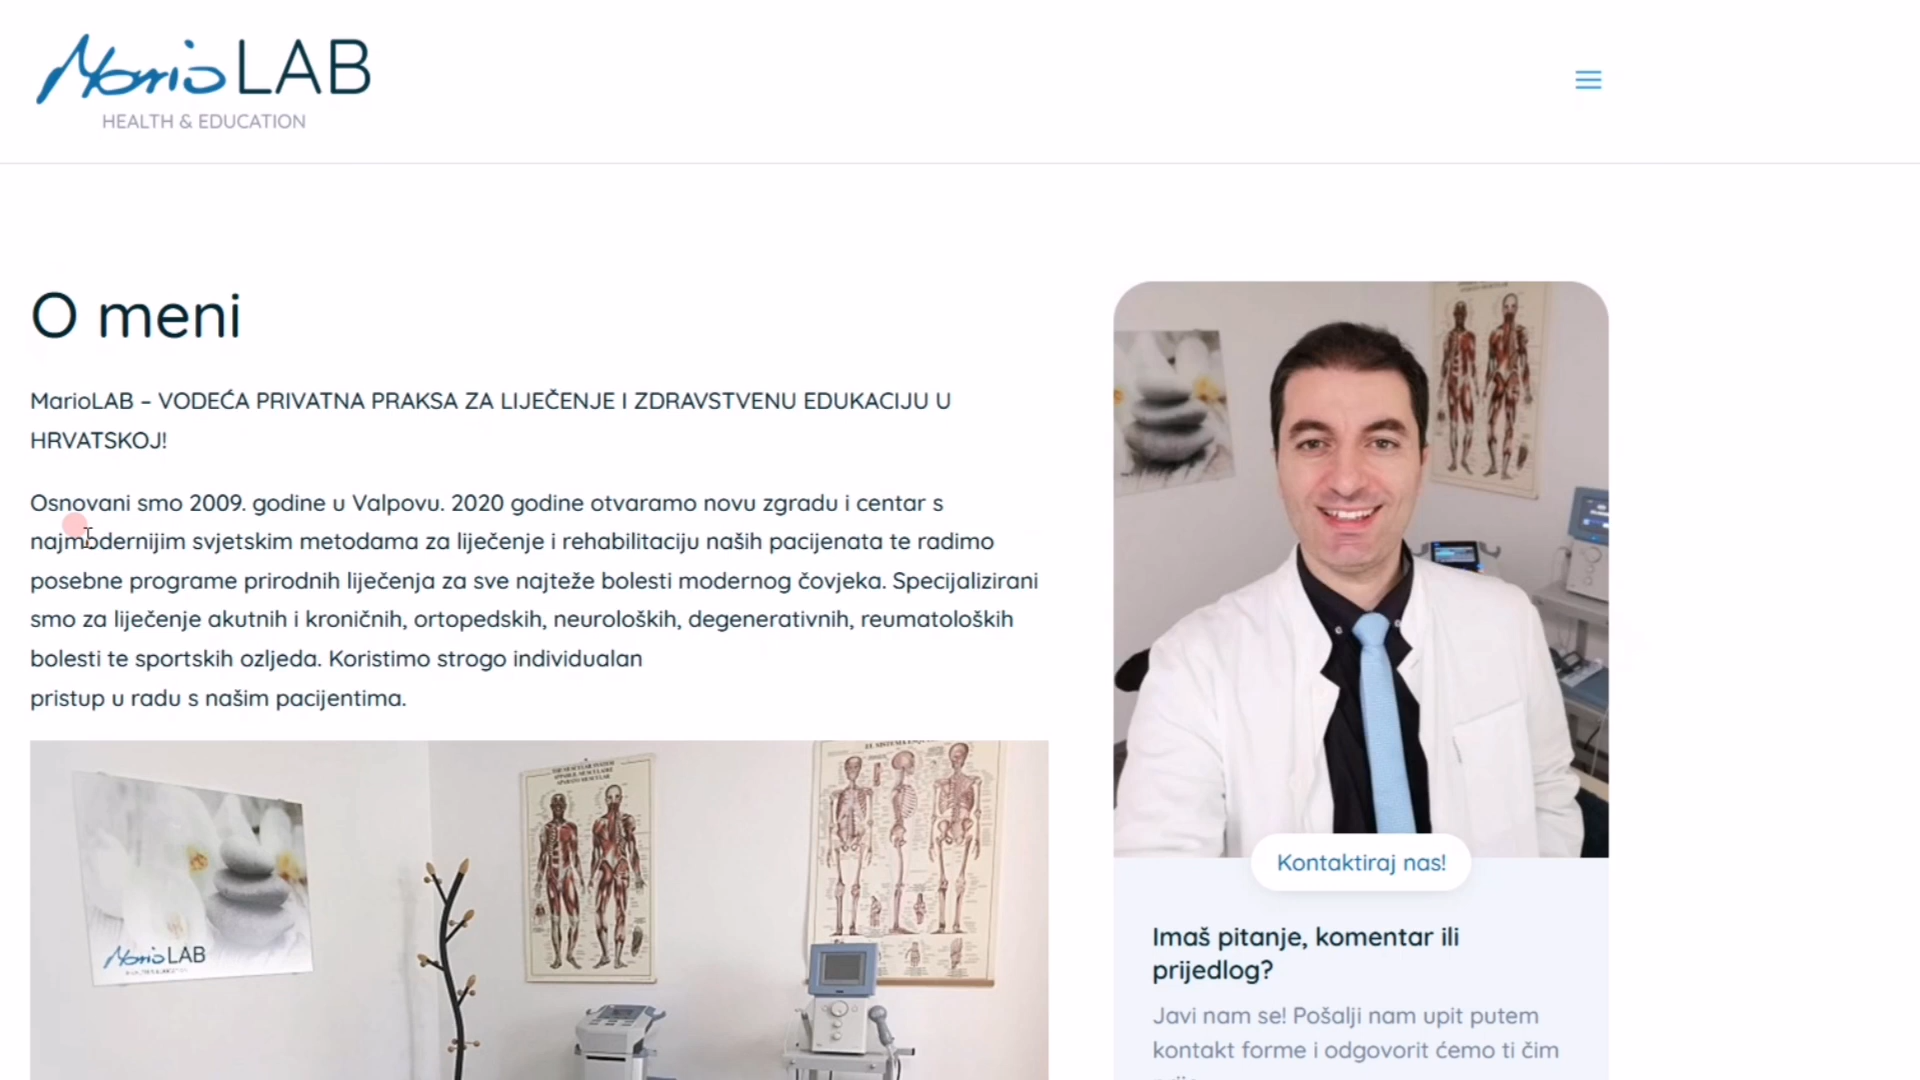 Mario LAB
HEALTH & EDUCATION
O meni
MarioLAB – VODEĆA PRIVATNA PRAKSA ZA LIJEČENJE I ZDRAVSTVENU EDUKACIJU U
HRVATSKOJ!
Osnovani smo 2009. godine u Valpovu. 2020 godine otvaramo novu zgradu i centar s
najmodernijim svjetskim metodama za liječenje i rehabilitaciju naših pacijenata te radimo
posebne programe prirodnih liječenja za sve najteže bolesti modernog čovjeka. Specijalizirani
smo za liječenje akutnih i kroničnih, ortopedskih, neuroloških, degenerativnih, reumatoloških
bolesti te sportskih ozljeda. Koristimo strogo individualan
pristup u radu s našim pacijentima.
Mario LAB
Kontaktiraj nas!
Imaš pitanje, komentar ili
prijedlog?
Javi nam se! Pošalji nam upit putem
kontakt forme i odgovorit ćemo ti čim